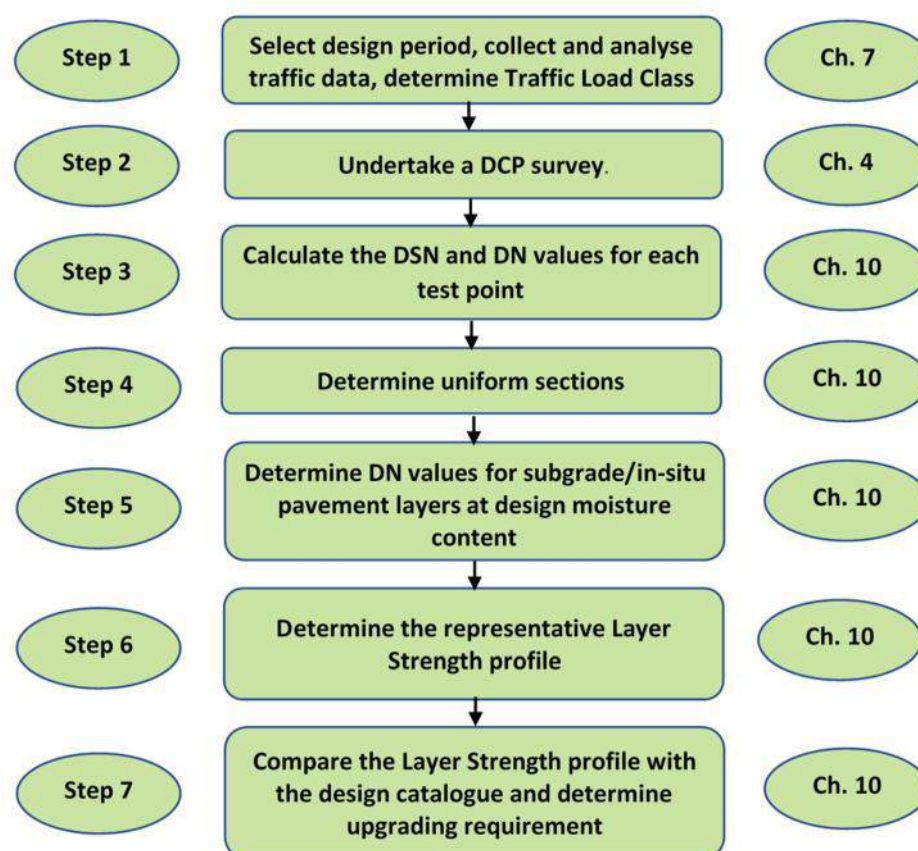 Step 1
Select design period, collect and analyse
traffic data, determine Traffic Load Class
Ch. 7
Step 2
Undertake a DCP survey.
Ch. 4
Step 3
Calculate the DSN and DN values for each
test point
Ch. 10
Step 4
Determine uniform sections
Ch. 10
Step 5
Determine DN values for subgrade/in-situ
pavement layers at design moisture
content
Ch. 10
Step 6
Determine the representative Layer
Strength profile
Ch. 10
Step 7
Compare the Layer Strength profile with
the design catalogue and determine
upgrading requirement
Ch. 10